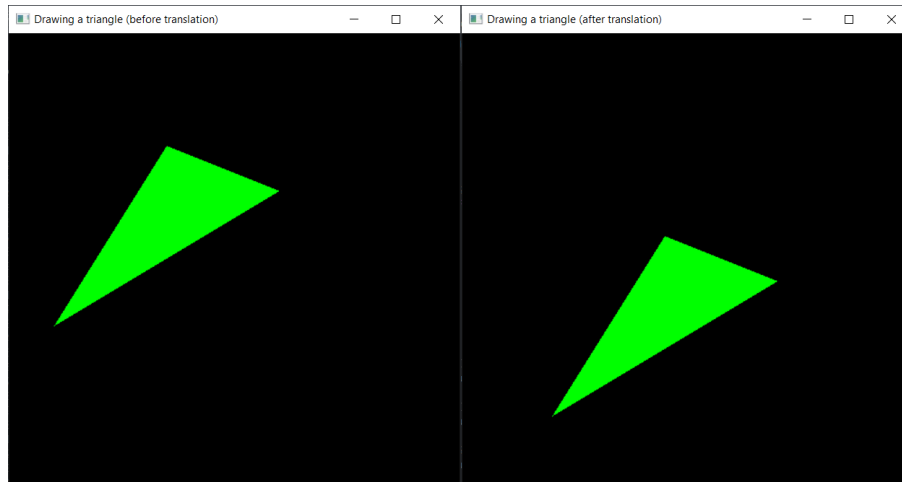 Drawing a triangle (before translation)
Drawing a triangle (after translation)